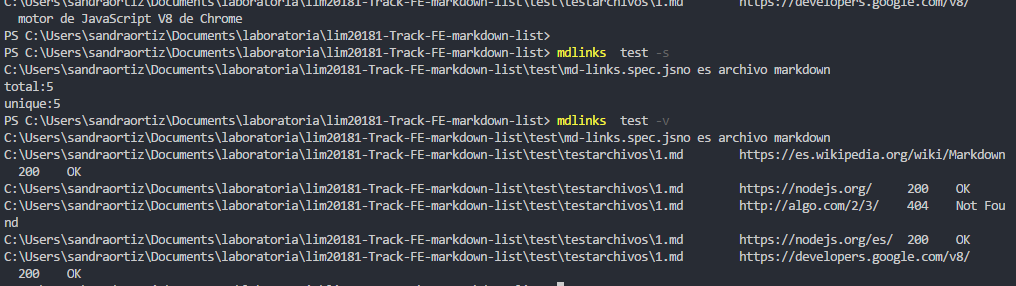 C:\Users\sandraortiz\Documents\laboratoria\lim20181-Track-FE-markdown-list\test\testarchivos\1.md https://developers.google.com/v8/
motor de JavaScript V8 de Chrome
PS C:\Users\sandraortiz\Documents\laboratoria\lim20181-Track-FE-markdown-list>
PS C:\Users\sandraortiz\Documents\laboratoria\lim20181-Track-FE-markdown-list> mdlinks test -s
C:\Users\sandraortiz\Documents\laboratoria\lim20181-Track-FE-markdown-list\test\md-links.spec.jsno es archivo markdown
total:5
unique:5
PS C:\Users\sandraortiz\Documents\laboratoria\lim20181-Track-FE-markdown-list> mdlinks test -v
C:\Users\sandraortiz\Documents\laboratoria\lim20181-Track-FE-markdown-list\test\md-links.spec.jsno es archivo markdown
C:\Users\sandraortiz\Documents\laboratoria\lim20181-Track-FE-markdown-list\test\testarchivos\1.md https://es.wikipedia.org/wiki/Markdown
200 OK
C:\Users\sandraortiz\Documents\laboratoria\lim20181-Track-FE-markdown-list\test\testarchivos\1.md https://nodejs.org/ 200 OK
C:\Users\sandraortiz\Documents\laboratoria\lim20181-Track-FE-markdown-list\test\testarchivos\1.md http://algo.com/2/3/ 404 Not Fou
nd
C:\Users\sandraortiz\Documents\laboratoria\lim20181-Track-FE-markdown-list\test\testarchivos\1.md https://nodejs.org/es/ 200 OK
C:\Users\sandraortiz\Documents\laboratoria\lim20181-Track-FE-markdown-list\test\testarchivos\1.md https://developers.google.com/v8/
200 OK